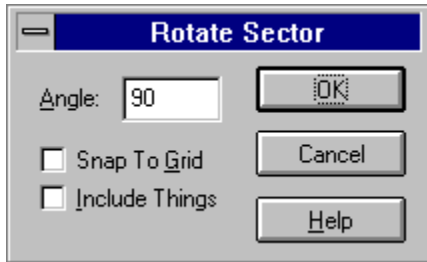 Rotate Sector
Angle: 90
OK
Snap To Grid
Cancel
Include Things
Help